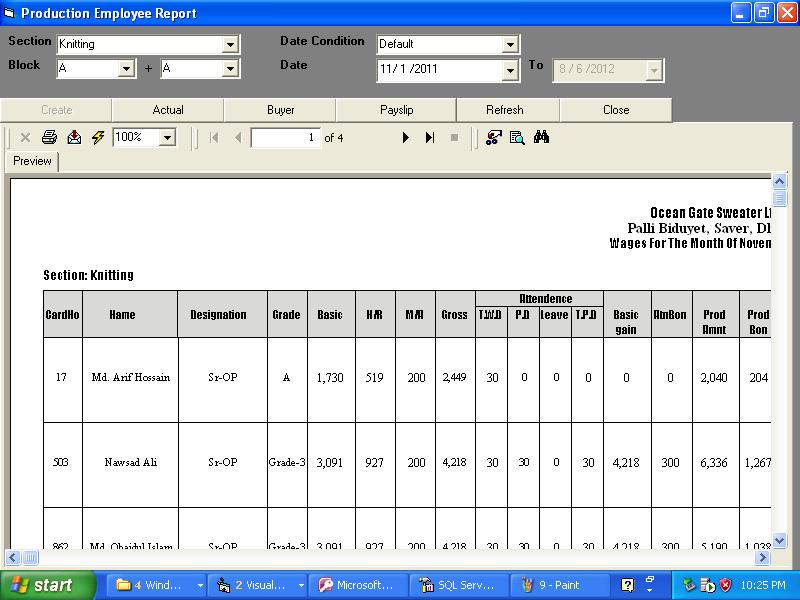 Production Employee Report
Section Knitting Date Condition Default
Block A + A Date 11/ 1 /2011 To 8 / 6 /2012
Create Actual Buyer Payslip Refresh Close
100% 1 of 4
Preview
Ocean Gate Sweater Lt
Palli Biduyet, Saver, Dl
Wages For The Month Of Novem
Section: Knitting
Attendence
CardNo Name Designation Grade Basic H/R M/A Gross T.W.D P.D Leave T.P.D Basic gain AtnBon Prod Amnt Prod Bon
17 Md. Arif Hossain Sr-OP A 1,730 519 200 2,449 30 0 0 0 0 0 2,040 204
503 Nawsad Ali Sr-OP Grade-3 3,091 927 200 4,218 30 30 0 30 4,218 300 6,336 1,267
862 Md. Obaidul Islam Sr-OP Grade-3 3,091 927 200 4,218 30 30 0 30 4,218 300 5,190 1,038
start 4 Wind... 2 Visual... Microsoft... SQL Serv... 9 - Paint 10:25 PM